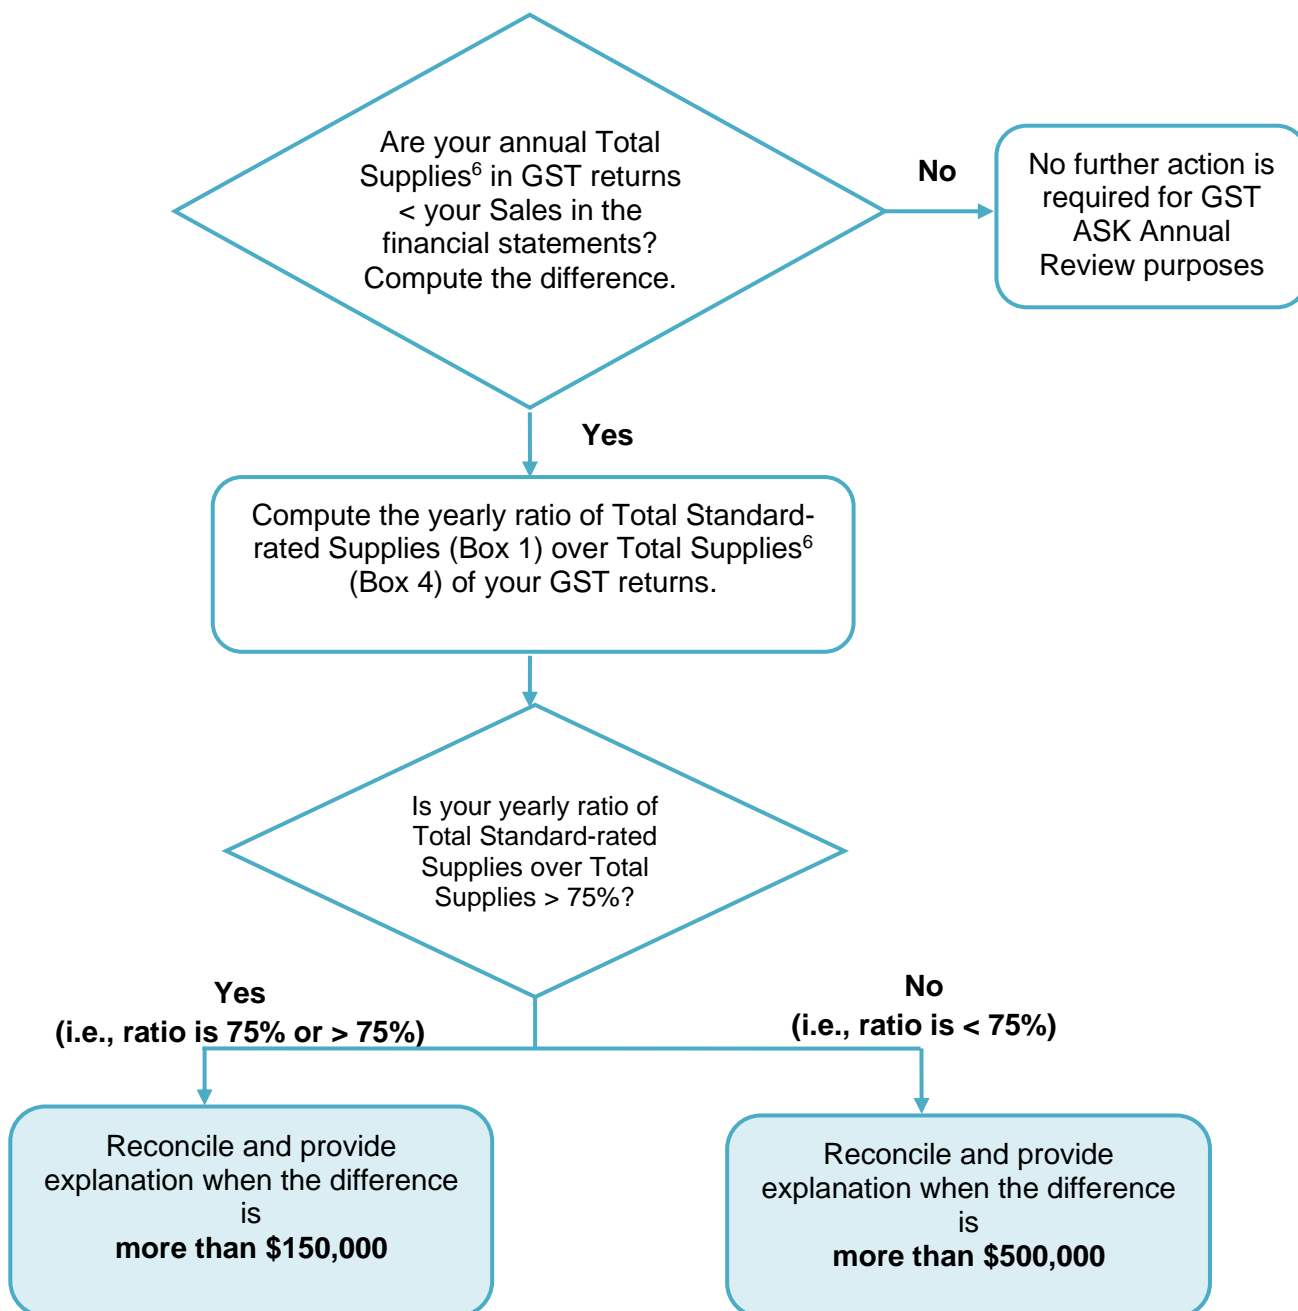 Are your annual Total
Supplies⁶ in GST returns
< your Sales in the
financial statements?
Compute the difference.
No
No further action is
required for GST
ASK Annual
Review purposes
Yes
Compute the yearly ratio of Total Standard-
rated Supplies (Box 1) over Total Supplies⁶
(Box 4) of your GST returns.
Is your yearly ratio of
Total Standard-rated
Supplies over Total
Supplies > 75%?
Yes
(i.e., ratio is 75% or > 75%)
No
(i.e., ratio is < 75%)
Reconcile and provide
explanation when the difference
is
more than $150,000
Reconcile and provide
explanation when the difference
is
more than $500,000